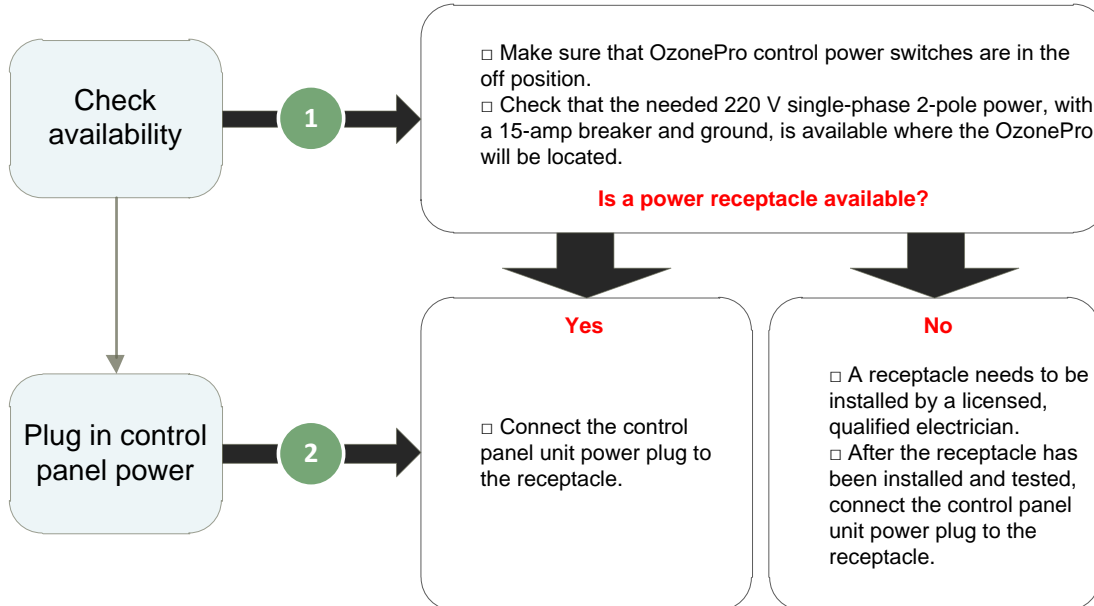 Check
availability
1
□ Make sure that OzonePro control power switches are in the
off position.
□ Check that the needed 220 V single-phase 2-pole power, with
a 15-amp breaker and ground, is available where the OzonePro
will be located.
Is a power receptacle available?
Plug in control
panel power
2
Yes
□ Connect the control
panel unit power plug to
the receptacle.
No
□ A receptacle needs to be
installed by a licensed,
qualified electrician.
□ After the receptacle has
been installed and tested,
connect the control panel
unit power plug to the
receptacle.